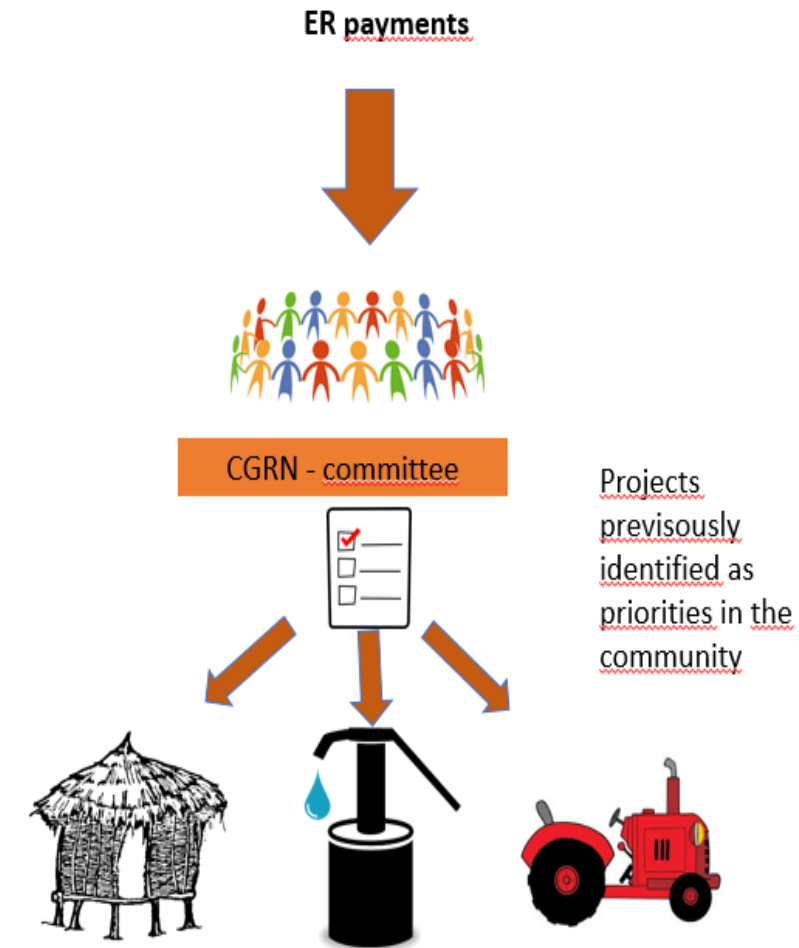 ER payments
CGRN - committee
Projects
previsously
identified as
priorities in the
community